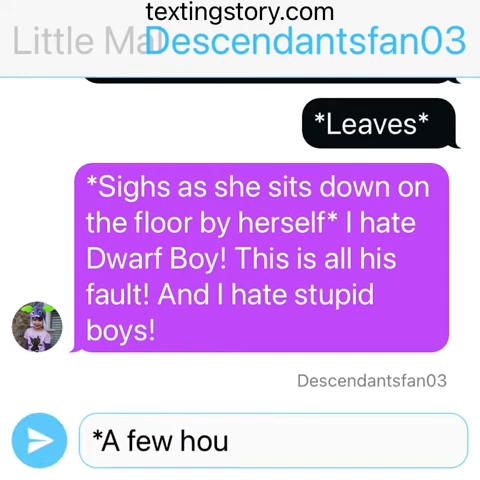 textingstory.com
Little Mal Descendantsfan03
*Leaves*
*Sighs as she sits down on
the floor by herself* I hate
Dwarf Boy! This is all his
fault! And I hate stupid
boys!
Descendantsfan03
*A few hou